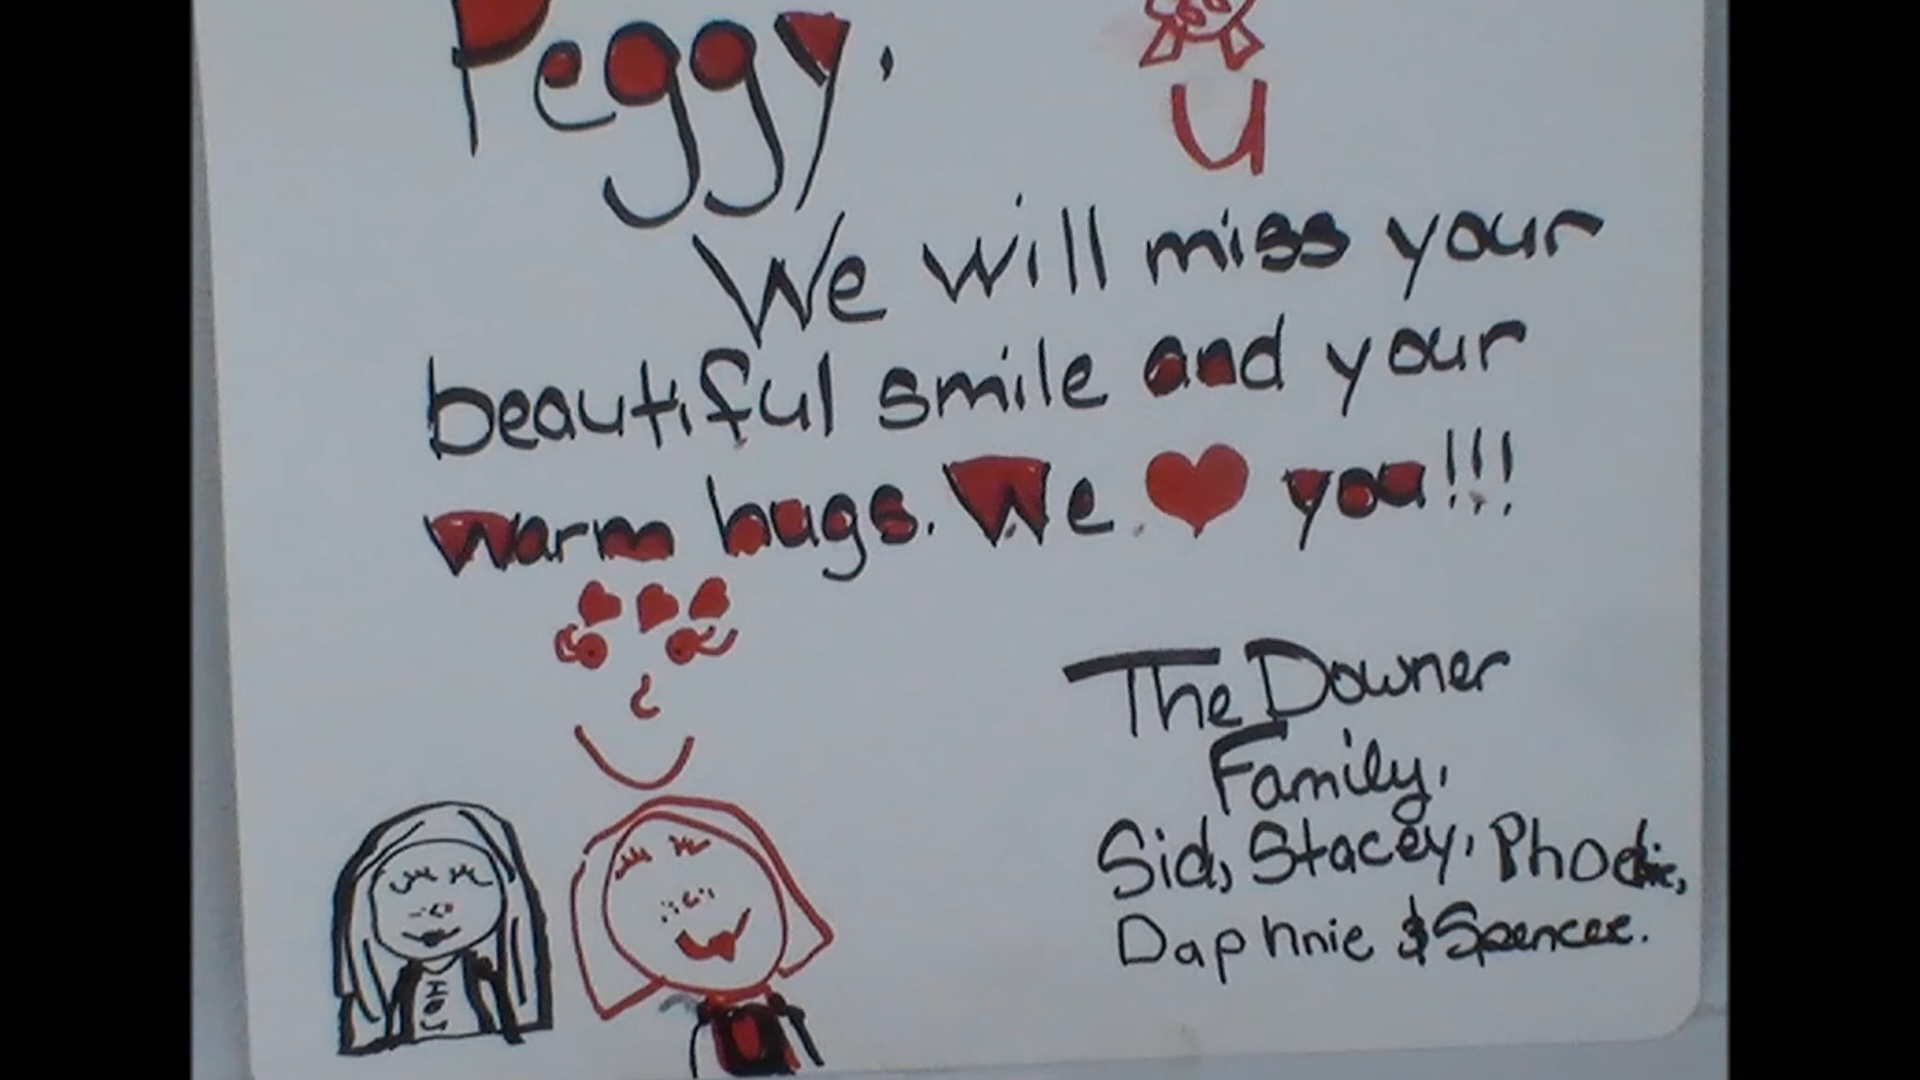 Peggy,
U
We will miss your
beautiful smile and your
warm hugs. We ♥ you!!!
The Downer
Family,
Sid, Stacey, Phoebie,
Daphnie & Spencer.